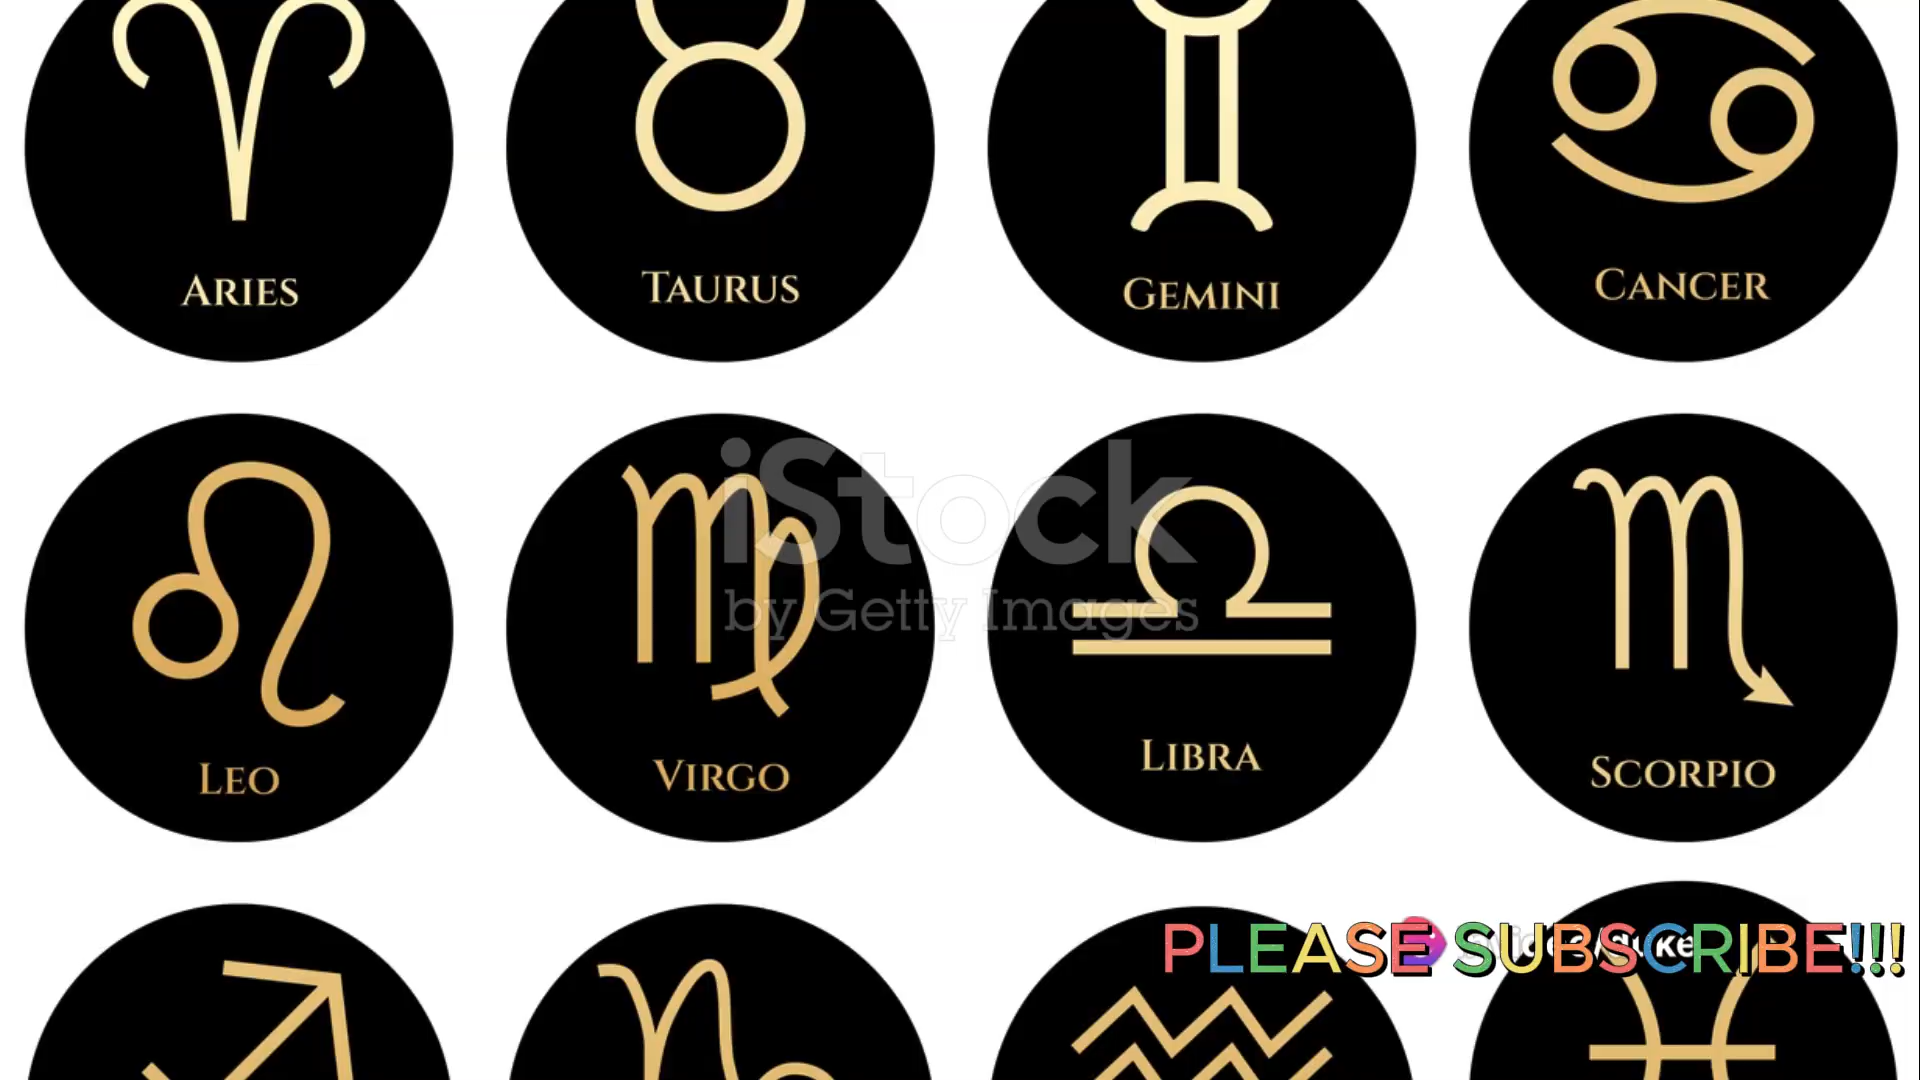 ARIES
TAURUS
GEMINI
CANCER
iStock
by Getty Images
LEO
VIRGO
LIBRA
SCORPIO
PLEASE SUBSCRIBE!!!